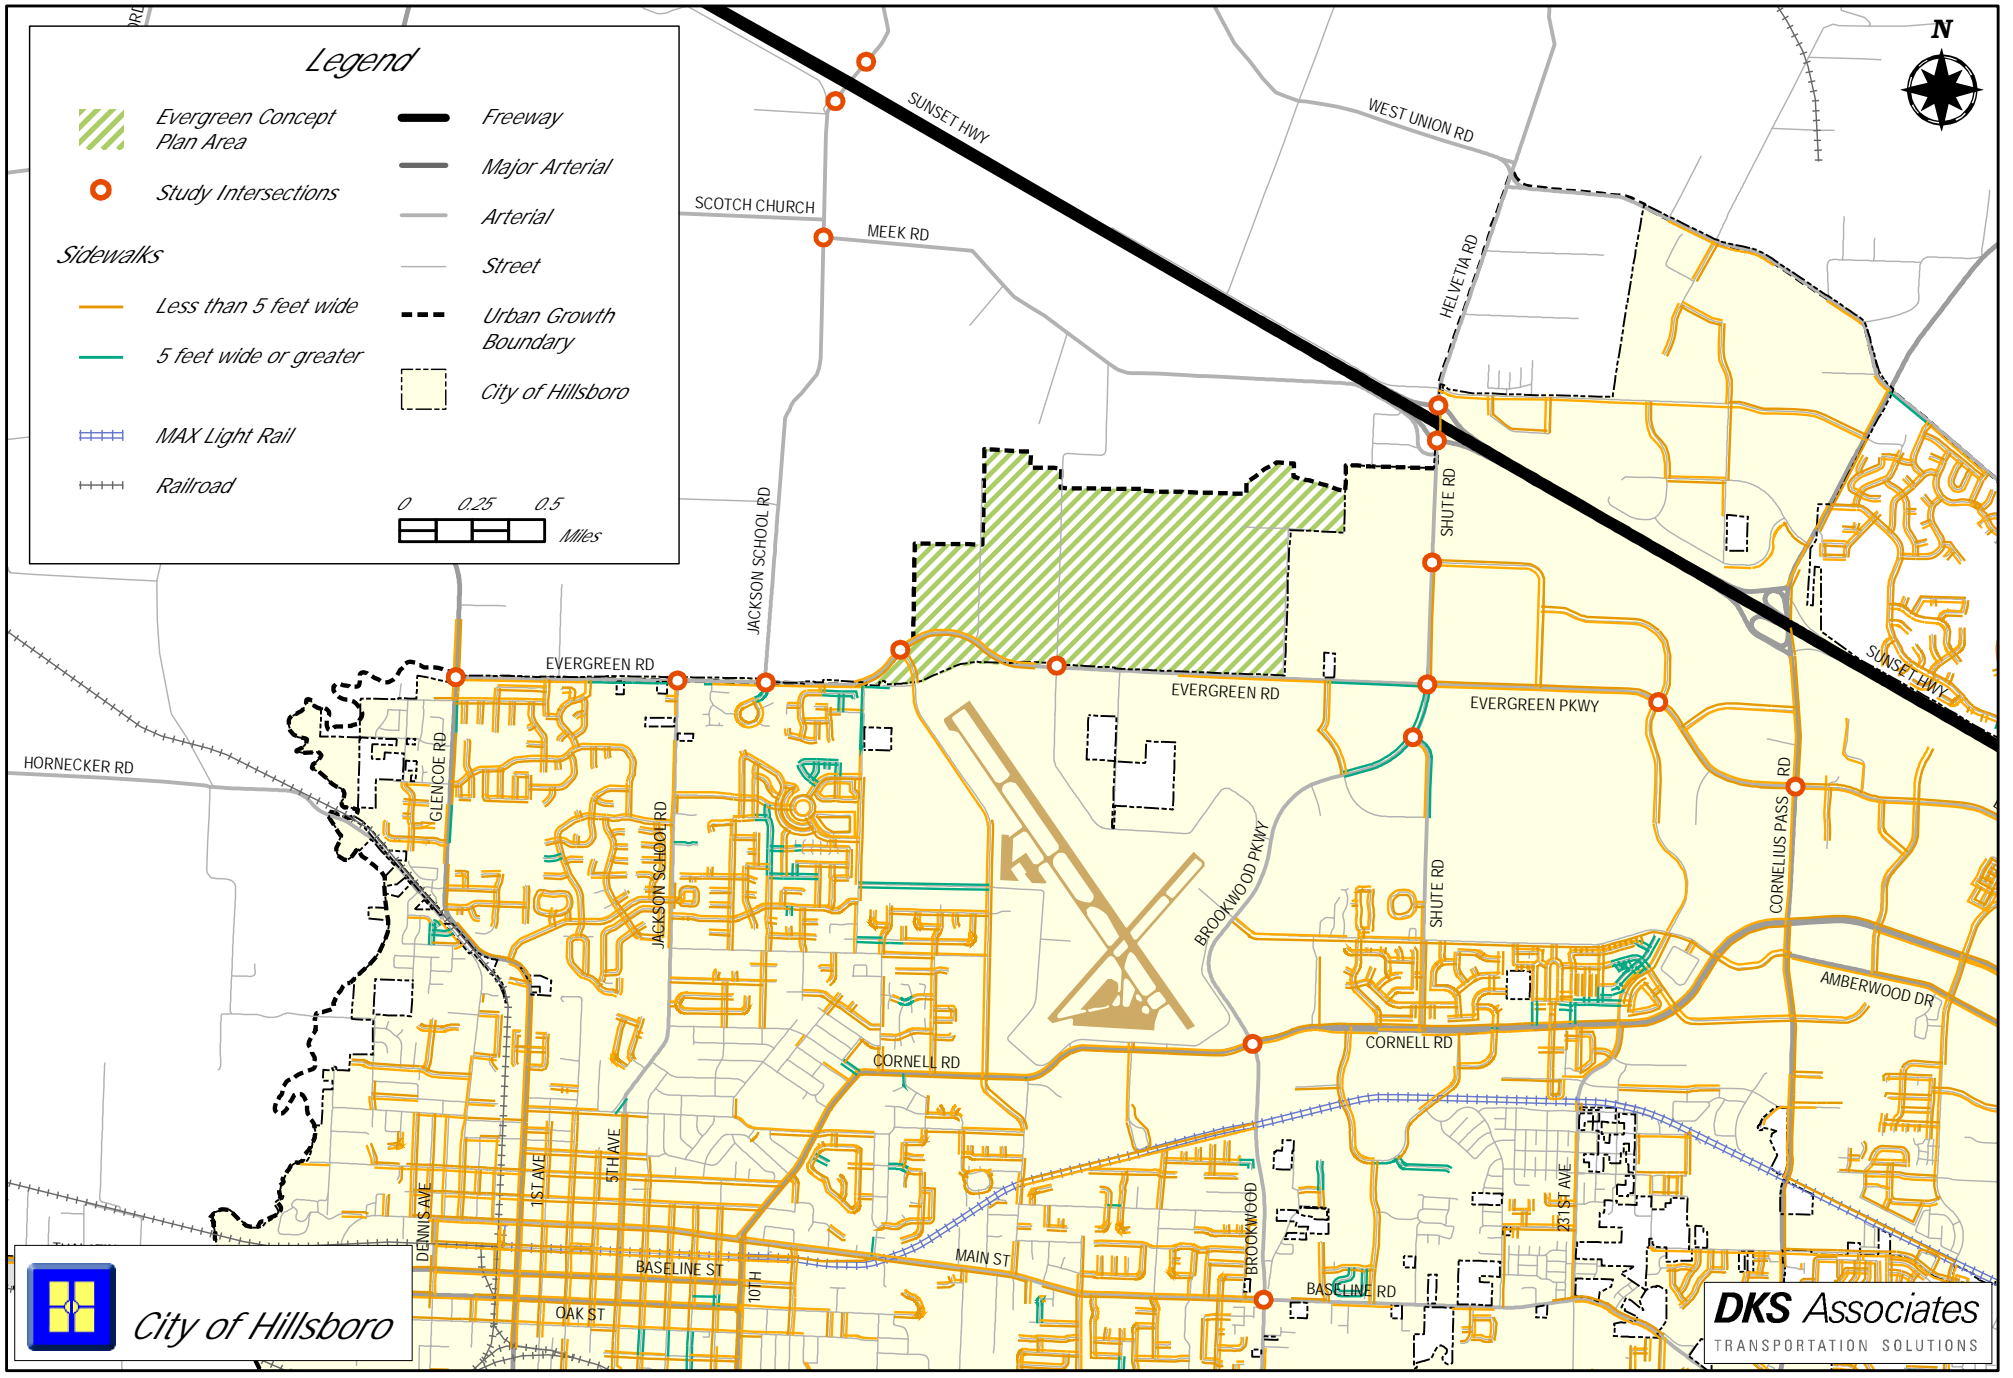 N
Legend
Evergreen Concept
Plan Area
Study Intersections
Sidewalks
Less than 5 feet wide
5 feet wide or greater
MAX Light Rail
Railroad
Freeway
Major Arterial
Arterial
Street
Urban Growth
Boundary
City of Hillsboro
0 0.25 0.5
Miles
SUNSET HWY
WEST UNION RD
SCOTCH CHURCH
MEEK RD
HELVETIA RD
JACKSON SCHOOL RD
SHUTE RD
EVERGREEN RD
EVERGREEN RD
EVERGREEN PKWY
SUNSET HWY
HORNECKER RD
GLENCOE RD
JACKSON SCHOOL RD
BROOKWOOD PKWY
SHUTE RD
CORNELIUS PASS RD
AMBERWOOD DR
CORNELL RD
CORNELL RD
DENNIS AVE
1ST AVE
5TH AVE
10TH
BROOKWOOD
231ST AVE
MAIN ST
BASELINE ST
BASELINE RD
OAK ST
City of Hillsboro
DKS Associates
TRANSPORTATION SOLUTIONS